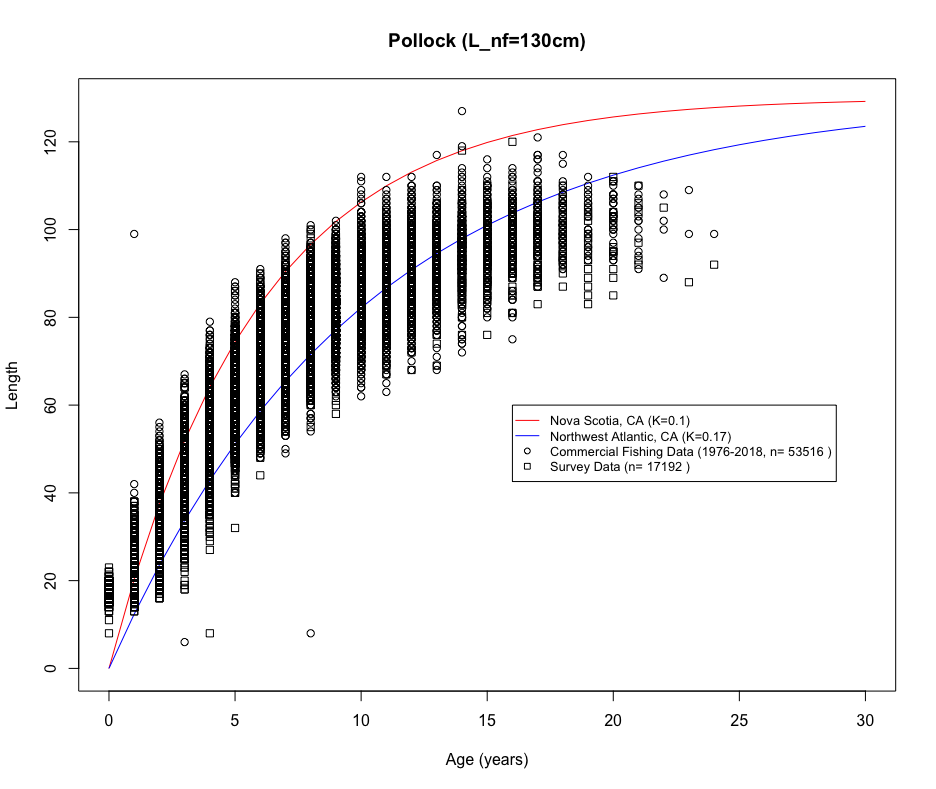 Pollock (L_nf=130cm)
120
100
80
60
40
20
0
Length
Nova Scotia, CA (K=0.1)
Northwest Atlantic, CA (K=0.17)
Commercial Fishing Data (1976-2018, n= 53516 )
Survey Data (n= 17192 )
0 5 10 15 20 25 30
Age (years)